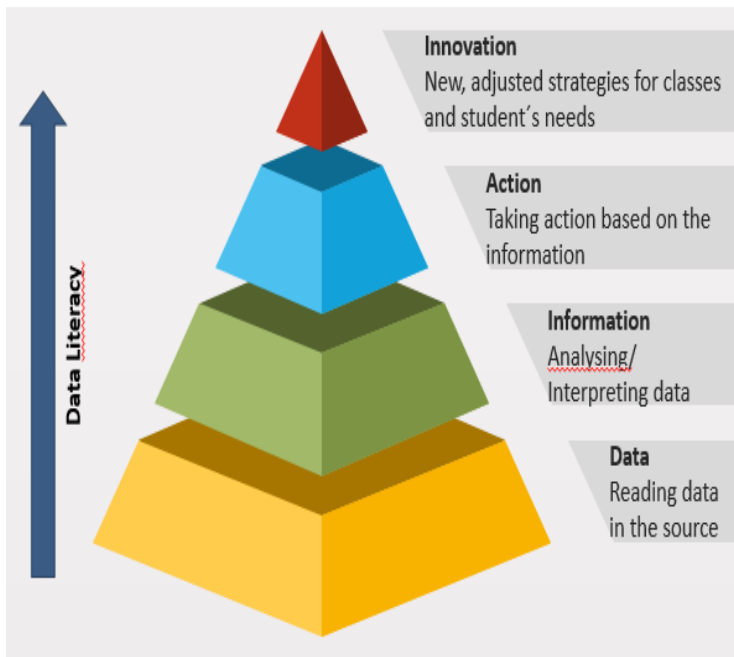 Innovation
New, adjusted strategies for classes
and student´s needs
Action
Taking action based on the
information
Data Literacy
Information
Analysing/
Interpreting data
Data
Reading data
in the source